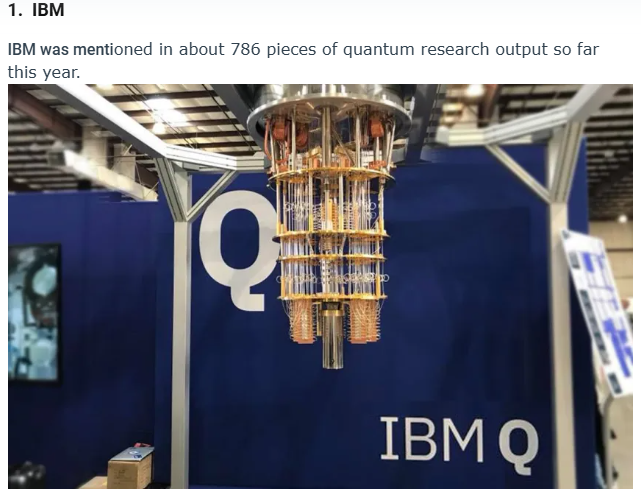 1. IBM
IBM was mentioned in about 786 pieces of quantum research output so far
this year.
Q
IBM Q